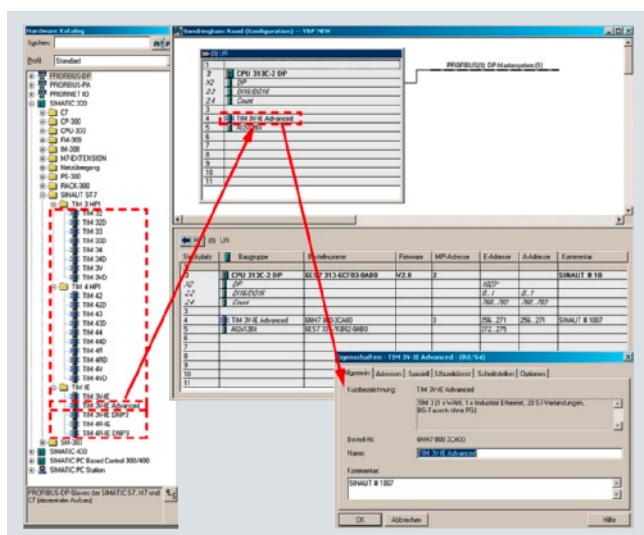 Hardware Katalog
Suchen:
Profil Standard
PROFIBUS-DP
PROFIBUS-PA
PROFINET IO
SIMATIC 300
C7
CP-300
CPU-300
FM-300
IM-300
M7-EXTENSION
Netzübergang
PS-300
RACK-300
SINAUT ST7
TIM 3 MPI
TIM 32
TIM 32D
TIM 33
TIM 33D
TIM 34
TIM 34D
TIM 3V
TIM 3VD
TIM 4 MPI
TIM 42
TIM 42D
TIM 43
TIM 43D
TIM 44
TIM 44D
TIM 4R
TIM 4RD
TIM 4V
TIM 4VD
TIM IE
TIM 3V-IE
TIM 3V-IE Advanced
TIM 3V-IE DNP3
TIM 4R-IE
TIM 4R-IE DNP3
SM-300
SIMATIC 400
SIMATIC PC Based Control 300/400
SIMATIC PC Station
PROFIBUS-DP-Slaves der SIMATIC S7, M7 und
C7 (dezentraler Aufbau)
Sandringham Road (Konfiguration) -- YBP NEW
(0) UR
1
2 CPU 313C-2 DP
X2 DP
2.2 DI16/DO16
2.4 Count
3
4 TIM 3V-IE Advanced
5 AI2x12Bit
6
7
8
9
10
11
PROFIBUS(1): DP-Mastersystem (1)
(0) UR
Steckplatz Baugruppe Bestellnummer Firmware MPI-Adresse E-Adresse A-Adresse Kommentar
1
2 CPU 313C-2 DP 6ES7 313-6CF03-0AB0 V2.0 2 SINAUT # 10
X2 DP 1023*
2.2 DI16/DO16 0...1 0...1
2.4 Count 768...783 768...783
3
4 TIM 3V-IE Advanced 6NH7 800-3CA00 3 256...271 256...271 SINAUT # 1007
5 AI2x12Bit 272...275
6
7
8
9
10
11
Eigenschaften - TIM 3V-IE Advanced - (R0/S4)
Allgemein Adressen Speziell Uhrzeitdienst Schnittstellen Optionen
Kurzbezeichnung: TIM 3V-IE Advanced
TIM 3 (1 x WAN, 1 x Industrial Ethernet, 20 S7-Verbindungen,
BG-Tausch ohne PG)
Bestell-Nr. 6NH7 800-3CA00
Name: TIM 3V-IE Advanced
Kommentar:
SINAUT # 1007
OK Abbrechen Hilfe